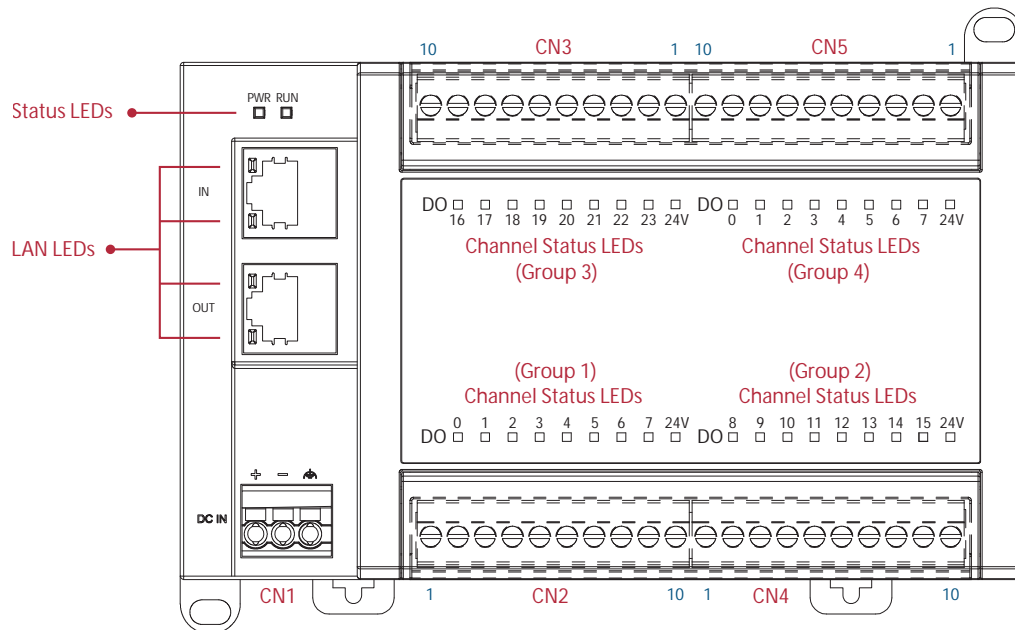 10 CN3 1 10 CN5 1
Status LEDs
PWR RUN
IN
LAN LEDs
OUT
DO
16 17 18 19 20 21 22 23 24V
Channel Status LEDs
(Group 3)
DO
0 1 2 3 4 5 6 7 24V
Channel Status LEDs
(Group 4)
(Group 1)
Channel Status LEDs
0 1 2 3 4 5 6 7 24V
DO
(Group 2)
Channel Status LEDs
8 9 10 11 12 13 14 15 24V
DO
+ −
DC IN
CN1
1 CN2 10 1 CN4 10